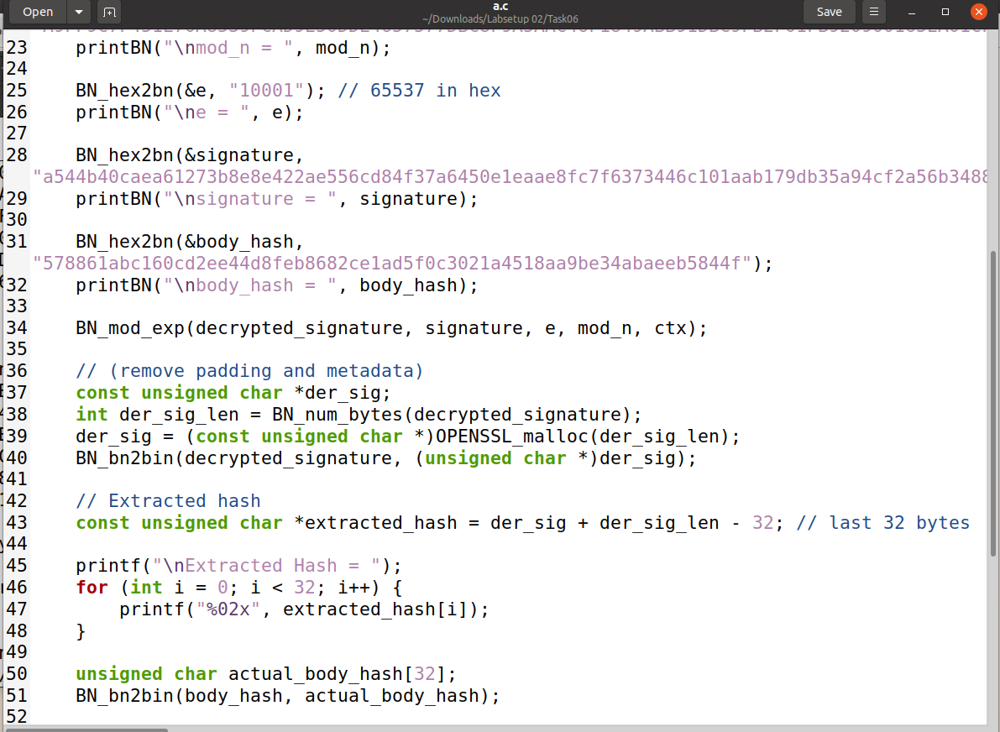 Open
a.c
~/Downloads/Labsetup 02/Task06
Save
23 printBN("\nmod_n = ", mod_n);
24
25 BN_hex2bn(&e, "10001"); // 65537 in hex
26 printBN("\ne = ", e);
27
28 BN_hex2bn(&signature,
"a544b40caea61273b8e8e422ae556cd84f37a6450e1eaae8fc7f6373446c101aab179db35a94cf2a56b3488
29 printBN("\nsignature = ", signature);
30
31 BN_hex2bn(&body_hash,
"578861abc160cd2ee44d8feb8682ce1ad5f0c3021a4518aa9be34abaeeb5844f");
32 printBN("\nbody_hash = ", body_hash);
33
34 BN_mod_exp(decrypted_signature, signature, e, mod_n, ctx);
35
36 // (remove padding and metadata)
37 const unsigned char *der_sig;
38 int der_sig_len = BN_num_bytes(decrypted_signature);
39 der_sig = (const unsigned char *)OPENSSL_malloc(der_sig_len);
40 BN_bn2bin(decrypted_signature, (unsigned char *)der_sig);
41
42 // Extracted hash
43 const unsigned char *extracted_hash = der_sig + der_sig_len - 32; // last 32 bytes
44
45 printf("\nExtracted Hash = ");
46 for (int i = 0; i < 32; i++) {
47 printf("%02x", extracted_hash[i]);
48 }
49
50 unsigned char actual_body_hash[32];
51 BN_bn2bin(body_hash, actual_body_hash);
52